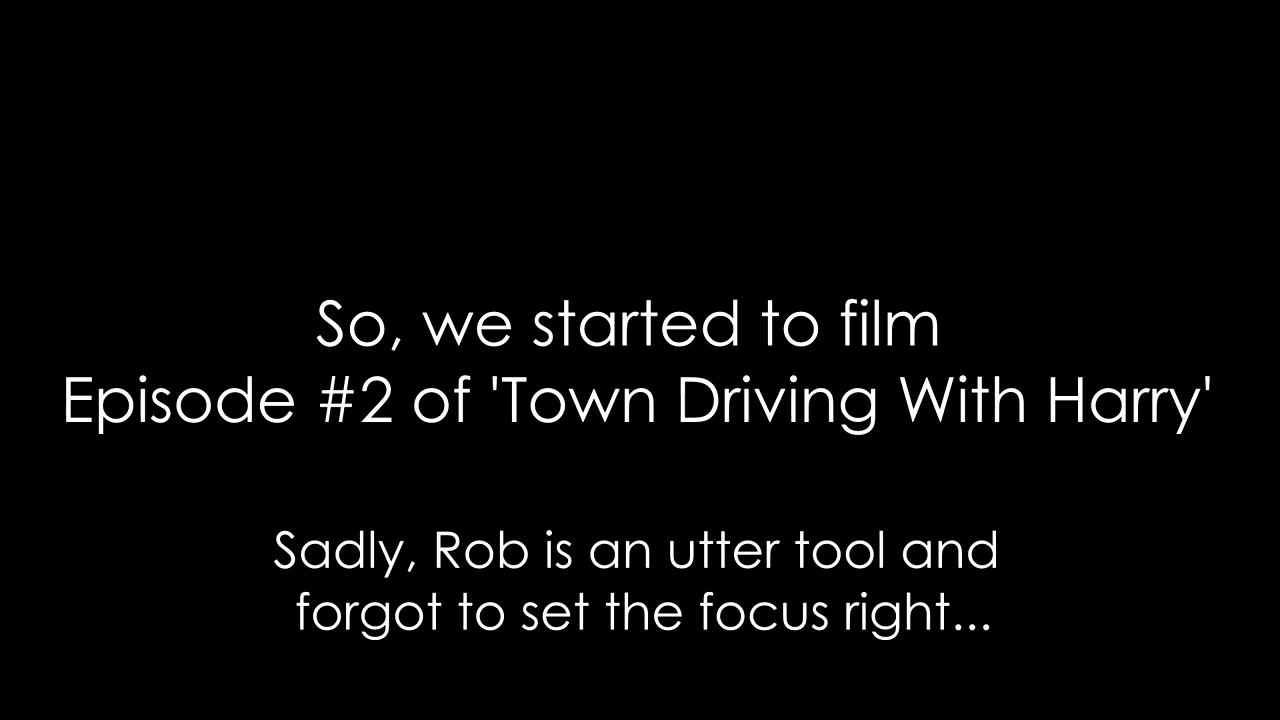 So, we started to film
Episode #2 of 'Town Driving With Harry'
Sadly, Rob is an utter tool and
forgot to set the focus right...